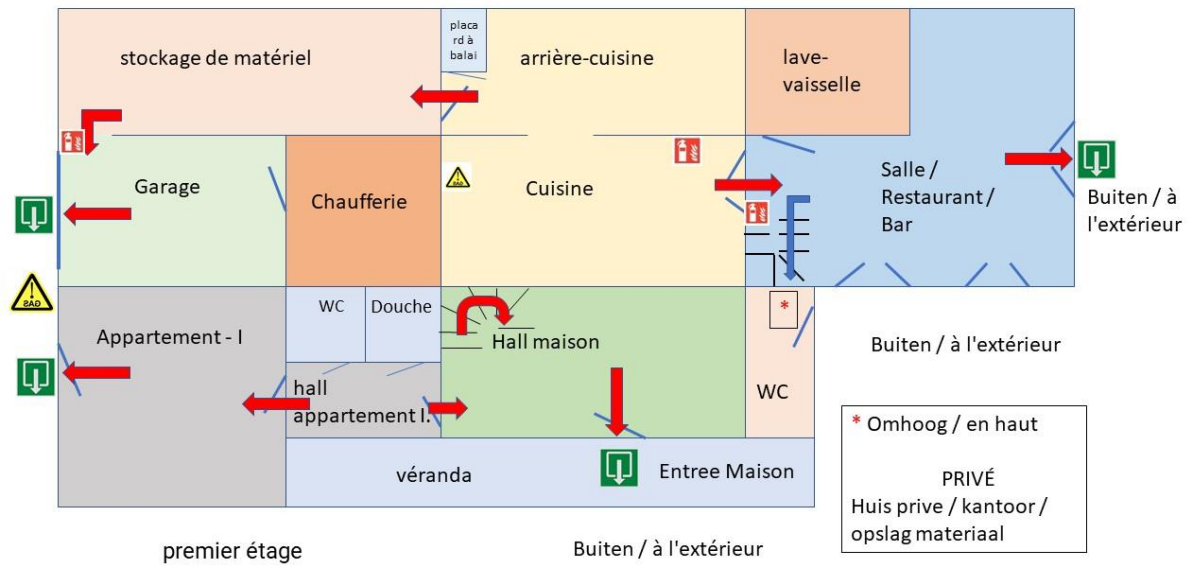 stockage de matériel
placa
rd à
balai
arrière-cuisine
lave-
vaisselle
Garage
Chaufferie
GAS
Cuisine
Salle /
Restaurant /
Bar
Buiten / à
l'extérieur
GAS
Appartement - I
WC
Douche
Hall maison
*
Buiten / à l'extérieur
hall
appartement I.
WC
véranda
Entree Maison
* Omhoog / en haut
PRIVÉ
Huis prive / kantoor /
opslag materiaal
premier étage
Buiten / à l'extérieur